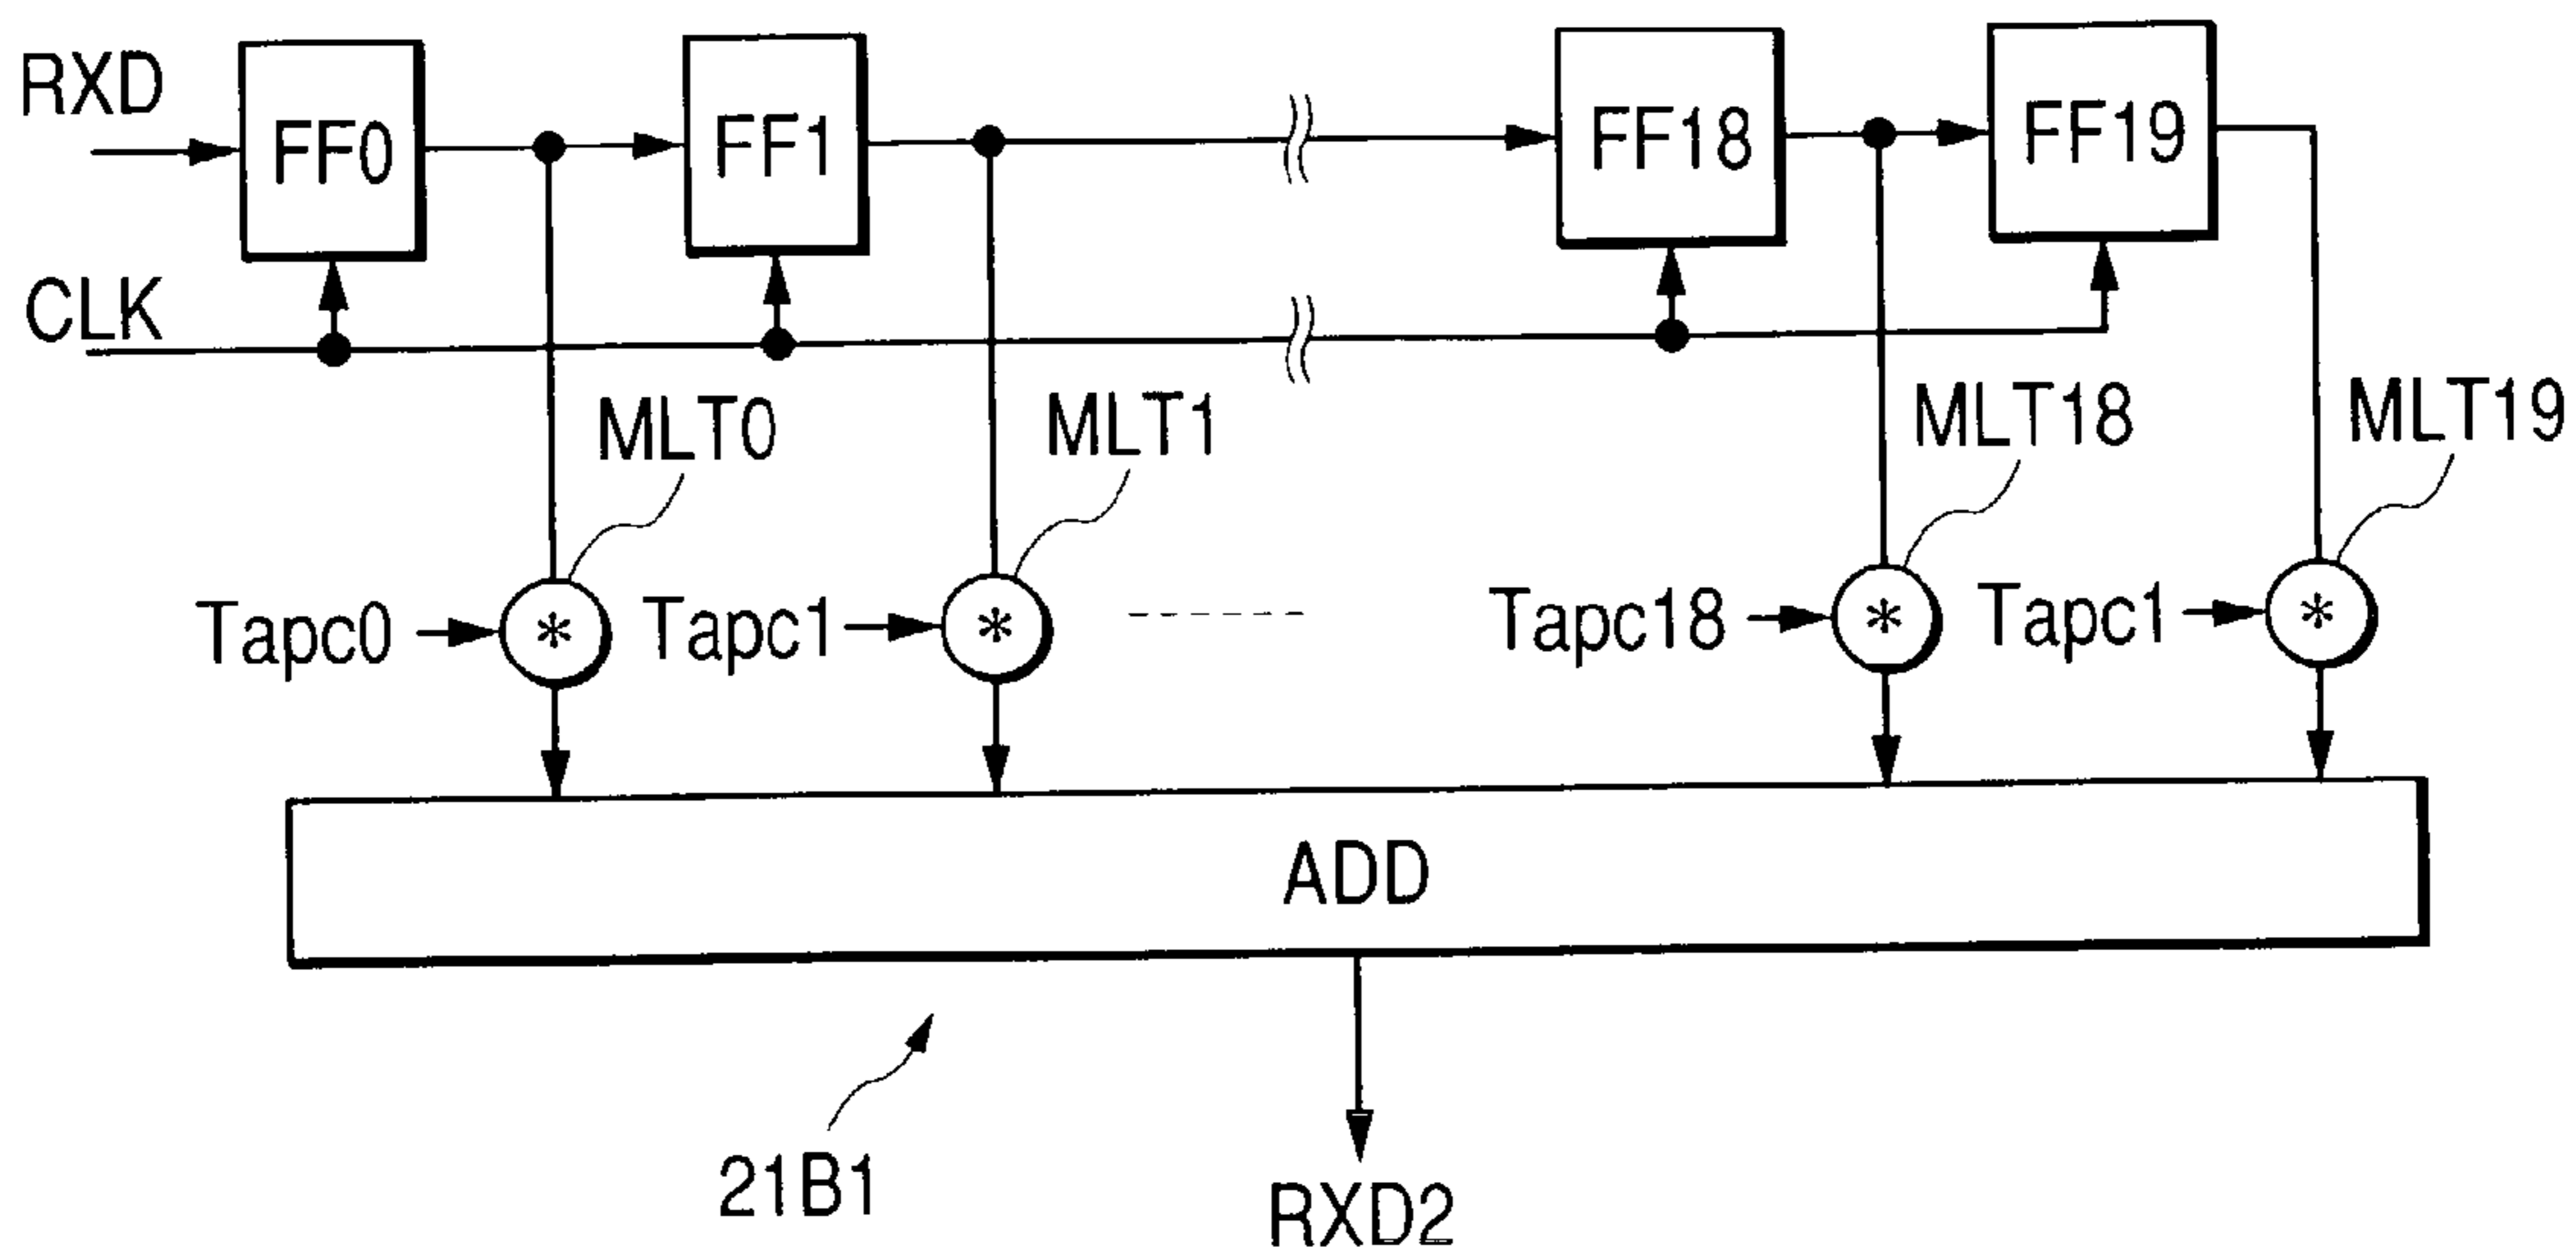 RXD
FF0
FF1
FF18
FF19
CLK
MLT0
MLT1
MLT18
MLT19
Tapc0
*
Tapc1
*
Tapc18
*
Tapc1
*
ADD
21B1
RXD2